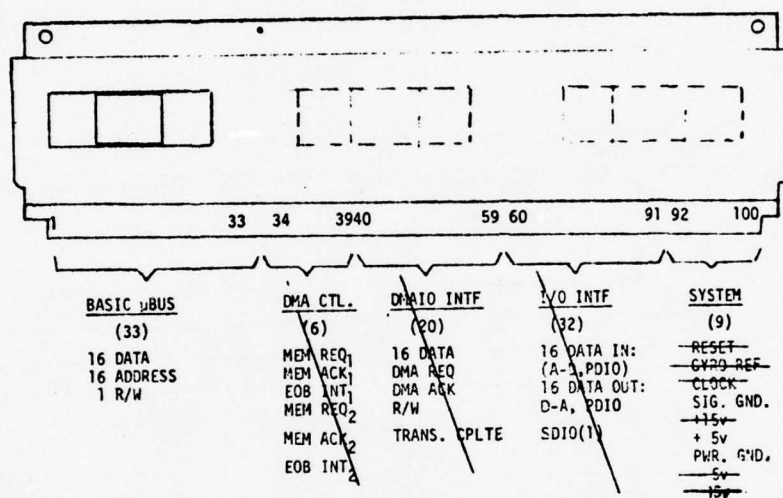 33 34 3940 59 60 91 92 100
BASIC µBUS
(33)
16 DATA
16 ADDRESS
1 R/W
DMA CTL.
(6)
MEM REQ1
MEM ACK1
EOB INT1
MEM REQ2
MEM ACK2
EOB INT2
DMAIO INTF
(20)
16 DATA
DMA REQ
DMA ACK
R/W
TRANS. CPLTE
I/O INTF
(32)
16 DATA IN:
(A-D,PDIO)
16 DATA OUT:
D-A, PDIO
SDIO(1)
SYSTEM
(9)
RESET
GYRO REF
CLOCK
SIG. GND.
+15v
+ 5v
PWR. GND.
-5v
-15v